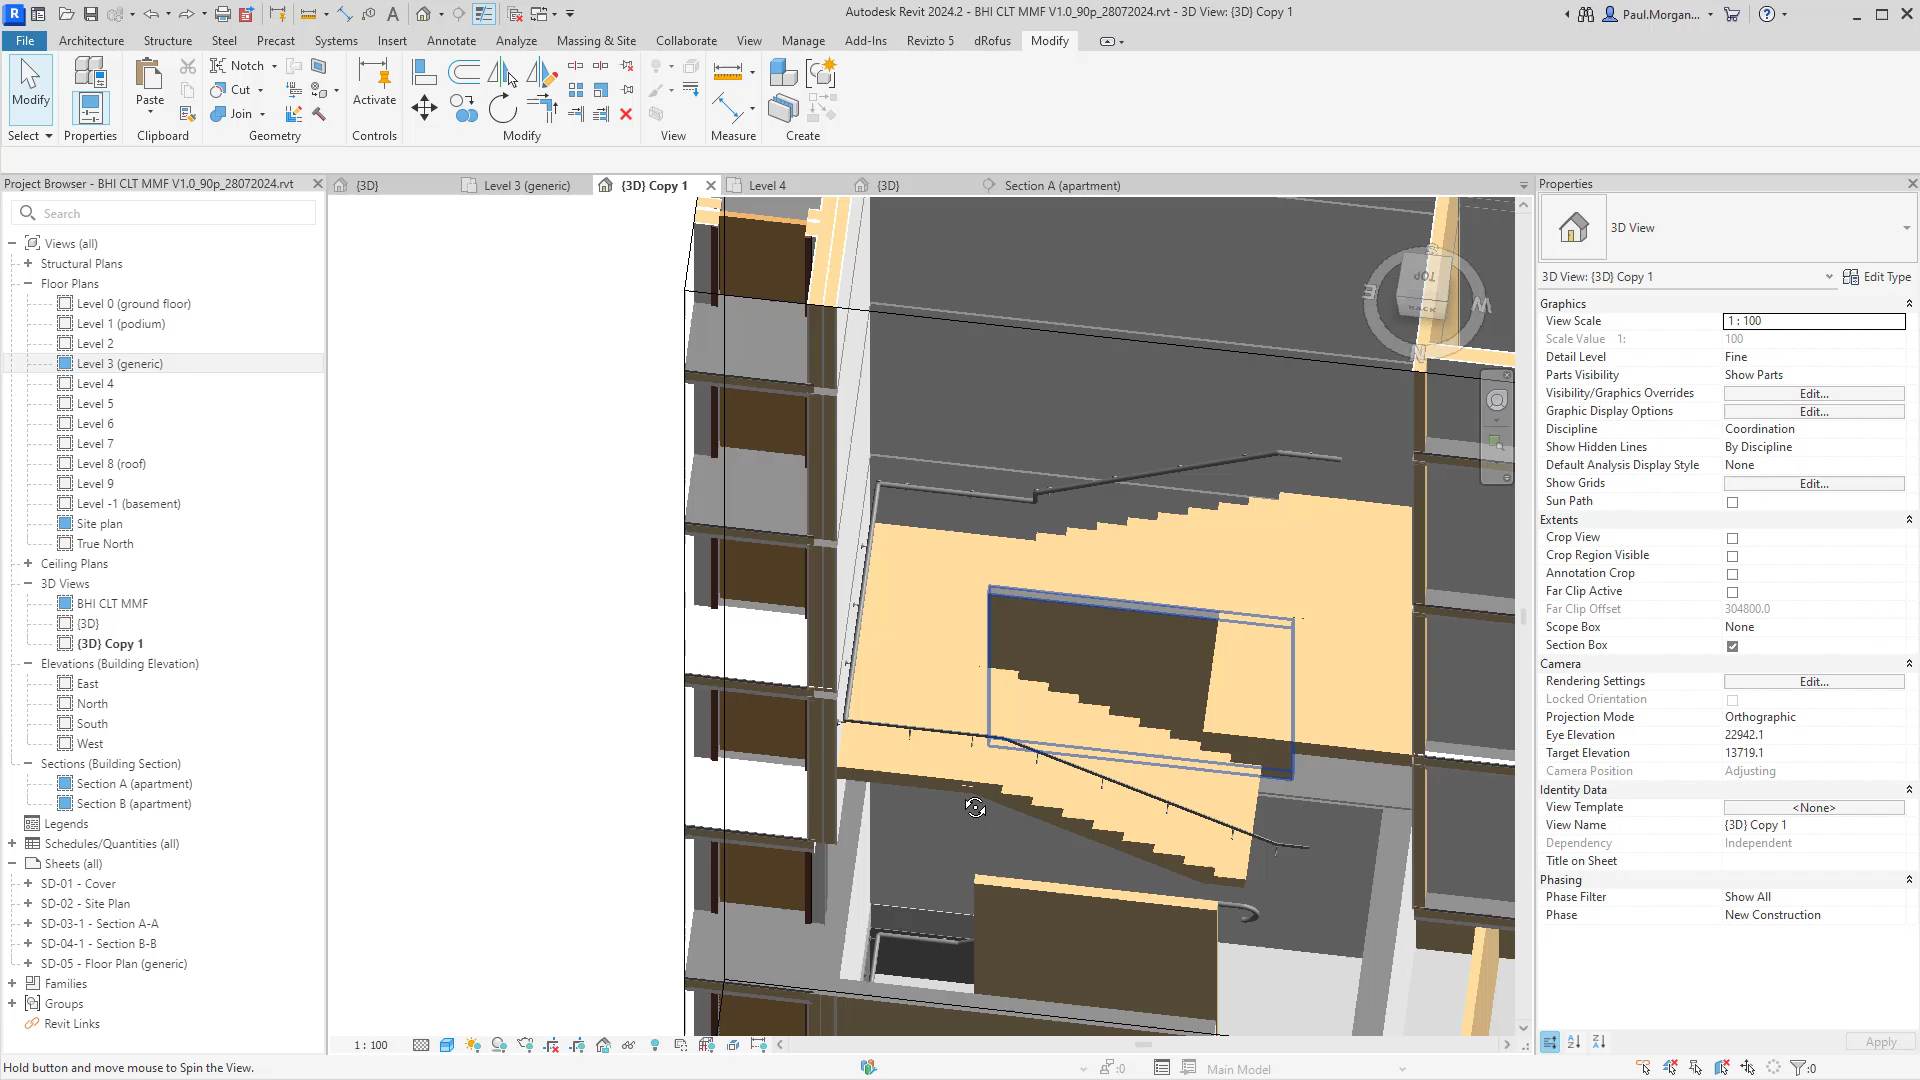 Autodesk Revit 2024.2 - BHI CLT MMF V1.0_90p_28072024.rvt - 3D View: {3D} Copy 1
Paul.Morgan...
File Architecture Structure Steel Precast Systems Insert Annotate Analyze Massing & Site Collaborate View Manage Add-Ins Revizto 5 dRofus Modify
Modify
Paste
Notch
Cut
Join
Activate
Select Properties Clipboard Geometry Controls Modify View Measure Create
Project Browser - BHI CLT MMF V1.0_90p_28072024.rvt
{3D}
Level 3 (generic)
{3D} Copy 1
Level 4
{3D}
Section A (apartment)
Search
Views (all)
Structural Plans
Floor Plans
Level 0 (ground floor)
Level 1 (podium)
Level 2
Level 3 (generic)
Level 4
Level 5
Level 6
Level 7
Level 8 (roof)
Level 9
Level -1 (basement)
Site plan
True North
Ceiling Plans
3D Views
BHI CLT MMF
{3D}
{3D} Copy 1
Elevations (Building Elevation)
East
North
South
West
Sections (Building Section)
Section A (apartment)
Section B (apartment)
Legends
Schedules/Quantities (all)
Sheets (all)
SD-01 - Cover
SD-02 - Site Plan
SD-03-1 - Section A-A
SD-04-1 - Section B-B
SD-05 - Floor Plan (generic)
Families
Groups
Revit Links
S
TOP
E
W
BACK
N
Properties
3D View
3D View: {3D} Copy 1
Edit Type
Graphics
View Scale 1 : 100
Scale Value 1: 100
Detail Level Fine
Parts Visibility Show Parts
Visibility/Graphics Overrides Edit...
Graphic Display Options Edit...
Discipline Coordination
Show Hidden Lines By Discipline
Default Analysis Display Style None
Show Grids Edit...
Sun Path
Extents
Crop View
Crop Region Visible
Annotation Crop
Far Clip Active
Far Clip Offset 304800.0
Scope Box None
Section Box
Camera
Rendering Settings Edit...
Locked Orientation
Projection Mode Orthographic
Eye Elevation 22942.1
Target Elevation 13719.1
Camera Position Adjusting
Identity Data
View Template <None>
View Name {3D} Copy 1
Dependency Independent
Title on Sheet
Phasing
Phase Filter Show All
Phase New Construction
Apply
1 : 100
Hold button and move mouse to Spin the View.
:0
Main Model
:0